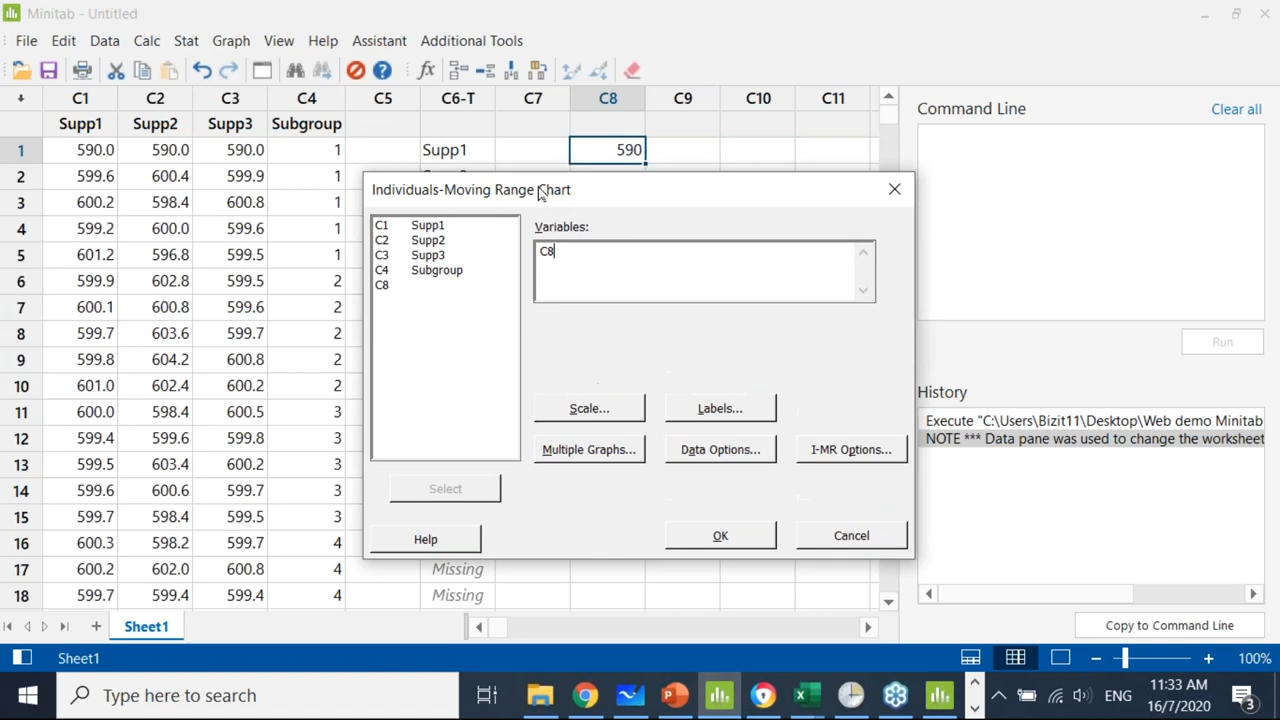 Minitab - Untitled
File Edit Data Calc Stat Graph View Help Assistant Additional Tools
C1 C2 C3 C4 C5 C6-T C7 C8 C9 C10 C11
Supp1 Supp2 Supp3 Subgroup
1 590.0 590.0 590.0 1 Supp1 590
2 599.6 600.4 599.9 1
3 600.2 598.4 600.8 1
4 599.2 600.0 599.6 1
5 601.2 596.8 599.5 1
6 599.9 602.8 599.5 2
7 600.1 600.8 599.6 2
8 599.7 603.6 599.7 2
9 599.8 604.2 600.8 2
10 601.0 602.4 600.2 2
11 600.0 598.4 600.5 3
12 599.4 599.6 599.8 3
13 599.5 603.4 600.2 3
14 599.6 600.6 599.7 3
15 599.7 598.4 599.5 3
16 600.3 598.2 599.7 4
17 600.2 602.0 600.8 4 Missing
18 599.7 599.4 599.4 4 Missing
Individuals-Moving Range Chart
C1 Supp1
C2 Supp2
C3 Supp3
C4 Subgroup
C8
Variables:
C8
Scale... Labels...
Multiple Graphs... Data Options... I-MR Options...
Select
Help OK Cancel
Command Line Clear all
Run
History
Execute "C:\Users\Bizit11\Desktop\Web demo Minitab
NOTE *** Data pane was used to change the worksheet
Copy to Command Line
+ Sheet1
Sheet1
100%
Type here to search
ENG
11:33 AM
16/7/2020
3